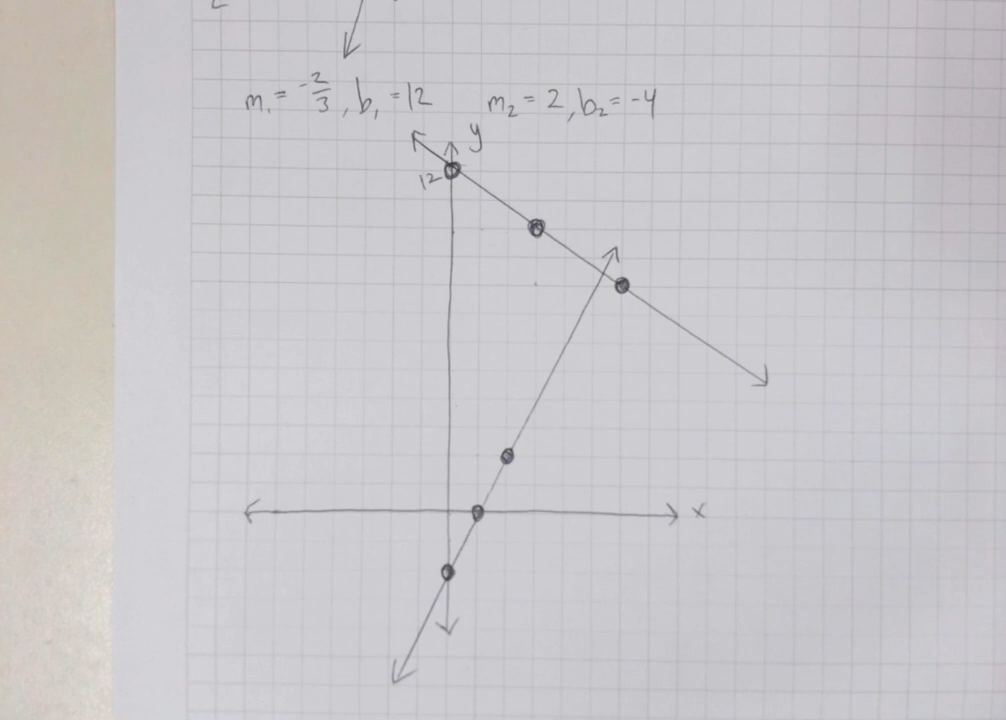 m₁ = -2/3, b₁ = 12 m₂ = 2, b₂ = -4
y
12
x